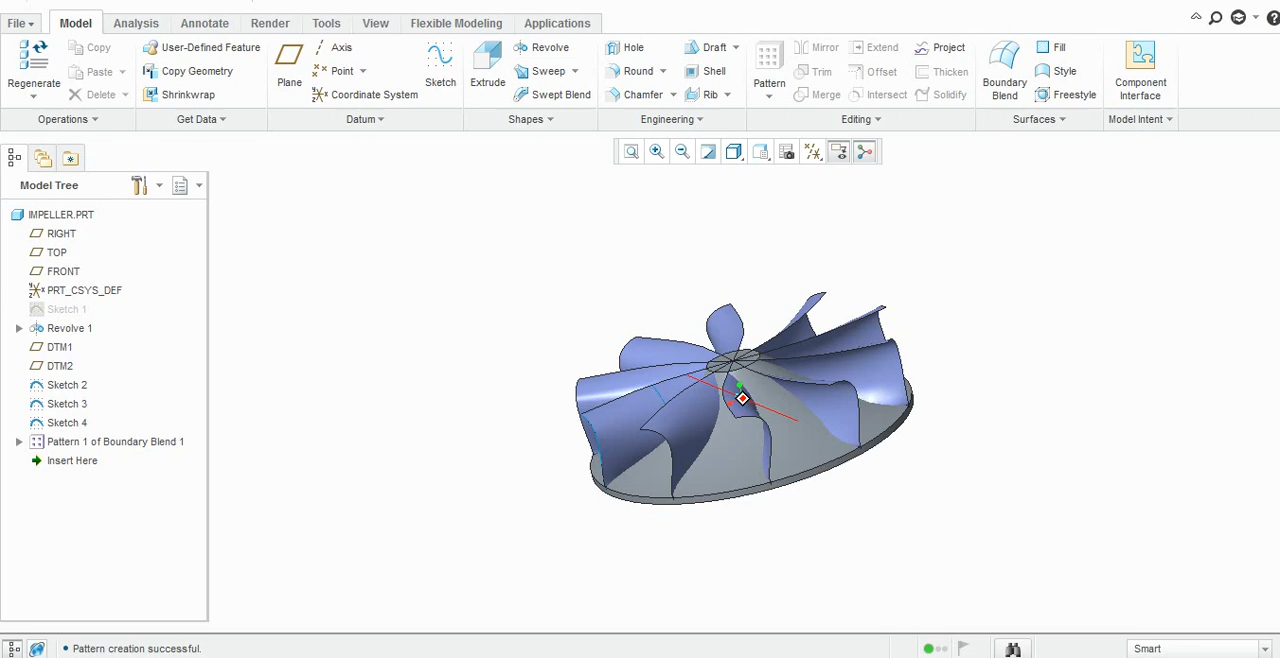 File Model Analysis Annotate Render Tools View Flexible Modeling Applications
Regenerate
Copy
Paste
Delete
Operations
User-Defined Feature
Copy Geometry
Shrinkwrap
Get Data
Plane
Axis
Point
Coordinate System
Sketch
Datum
Extrude
Revolve
Sweep
Swept Blend
Shapes
Hole
Round
Chamfer
Draft
Shell
Rib
Engineering
Pattern
Mirror
Trim
Merge
Extend
Offset
Intersect
Project
Thicken
Solidify
Editing
Boundary
Blend
Fill
Style
Freestyle
Surfaces
Component
Interface
Model Intent
Model Tree
IMPELLER.PRT
RIGHT
TOP
FRONT
PRT_CSYS_DEF
Sketch 1
Revolve 1
DTM1
DTM2
Sketch 2
Sketch 3
Sketch 4
Pattern 1 of Boundary Blend 1
Insert Here
• Pattern creation successful.
Smart